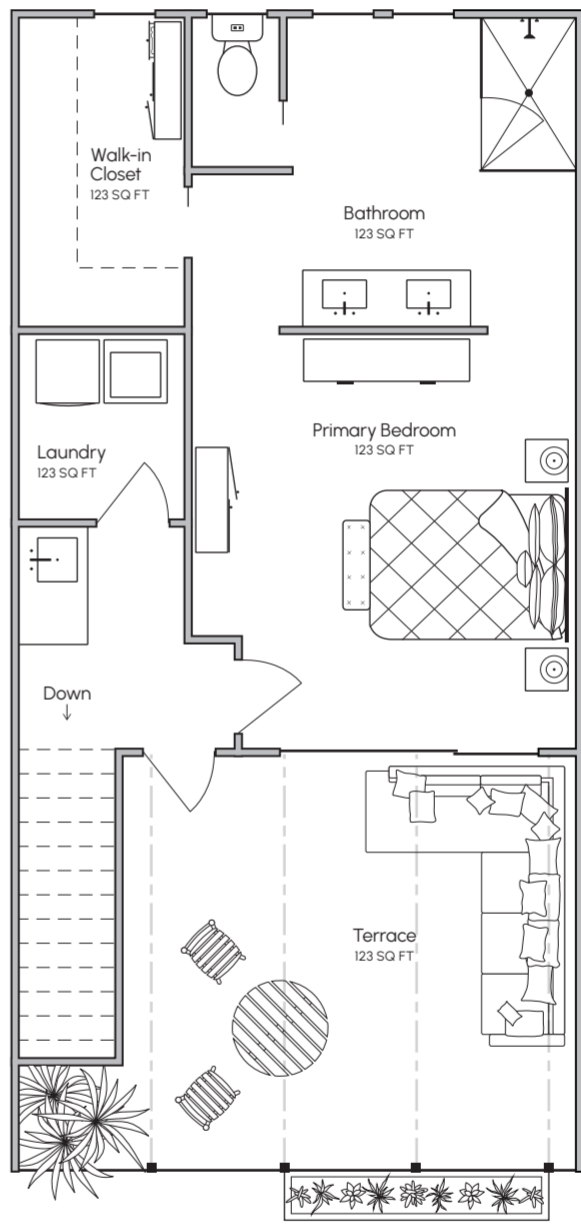 Walk-in
Closet
123 SQ FT
Bathroom
123 SQ FT
Primary Bedroom
123 SQ FT
Laundry
123 SQ FT
Down
↓
Terrace
123 SQ FT